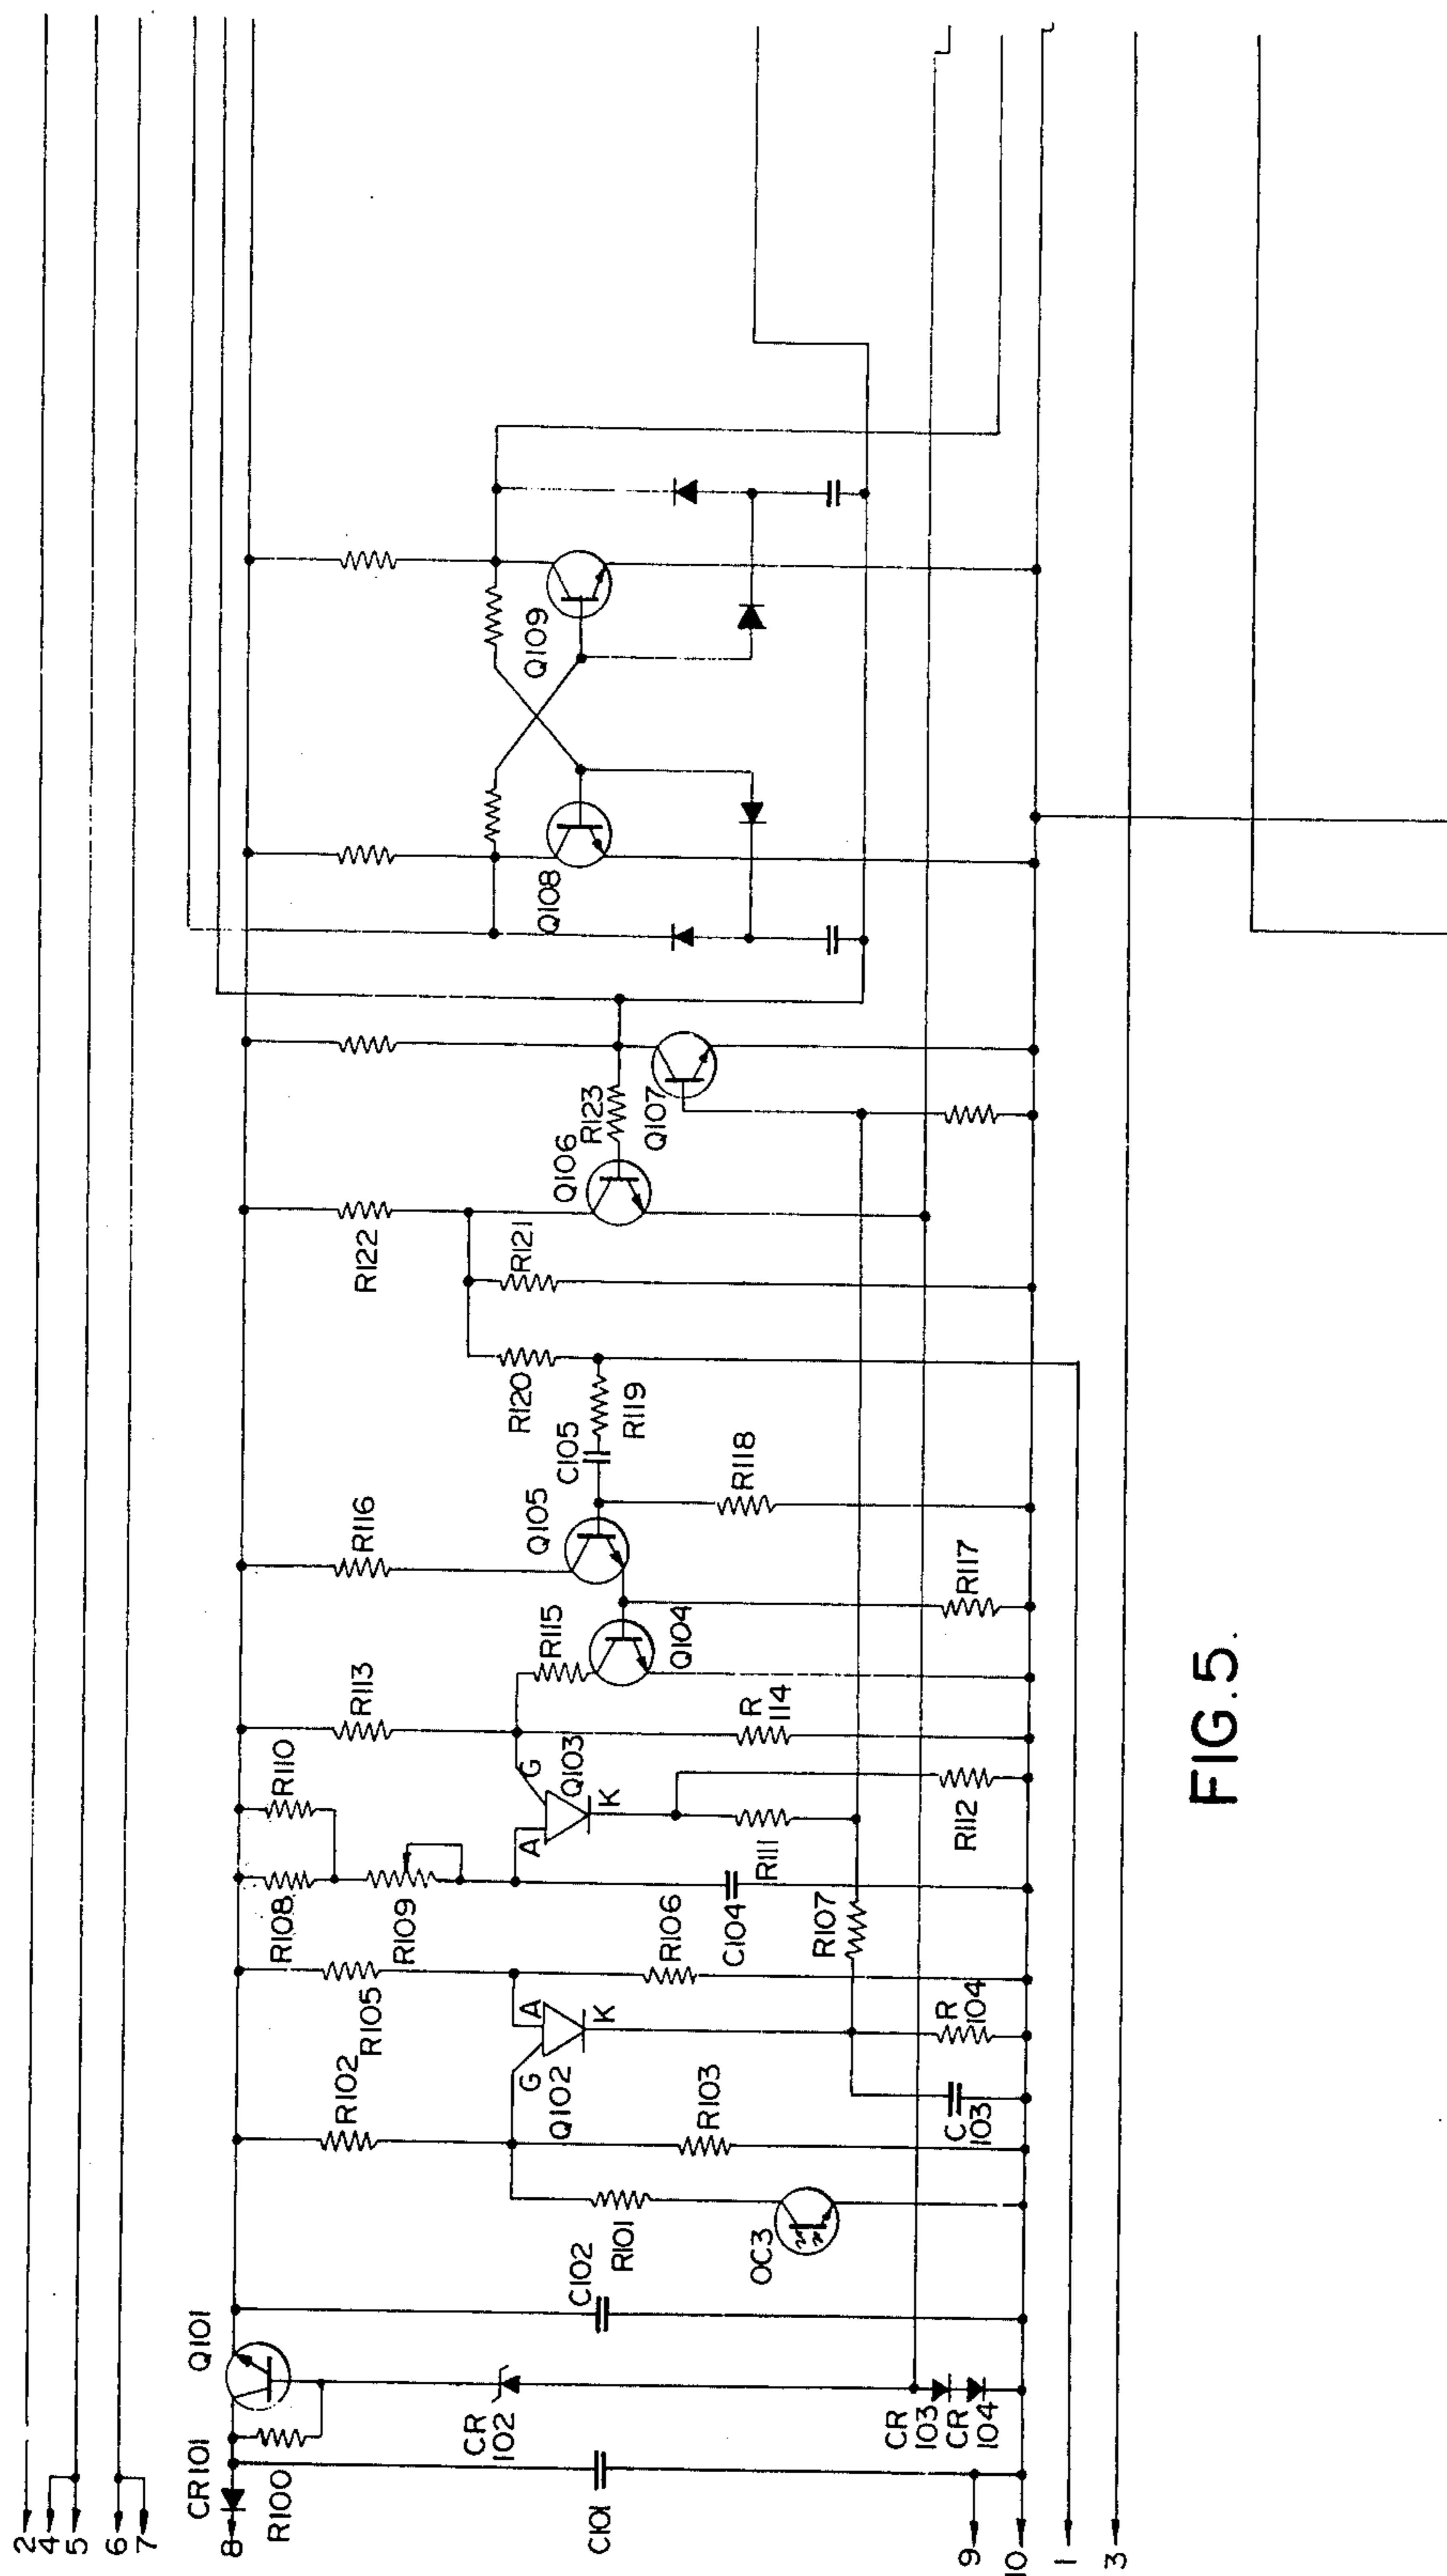 2
4
5
6
7
8
CR101
R100
Q101
C101
CR
102
CR
103
CR
104
9
10
1
3
C102
R101
OC3
R102
R103
G
Q102
A
K
R105
R106
C
103
R
104
R107
R108
R109
R110
C104
A
G
Q103
K
R111
R112
R113
R
114
R115
Q104
R116
Q105
R117
R118
C105
R119
R120
R121
R122
Q106
R123
Q107
Q108
Q109
FIG.5.